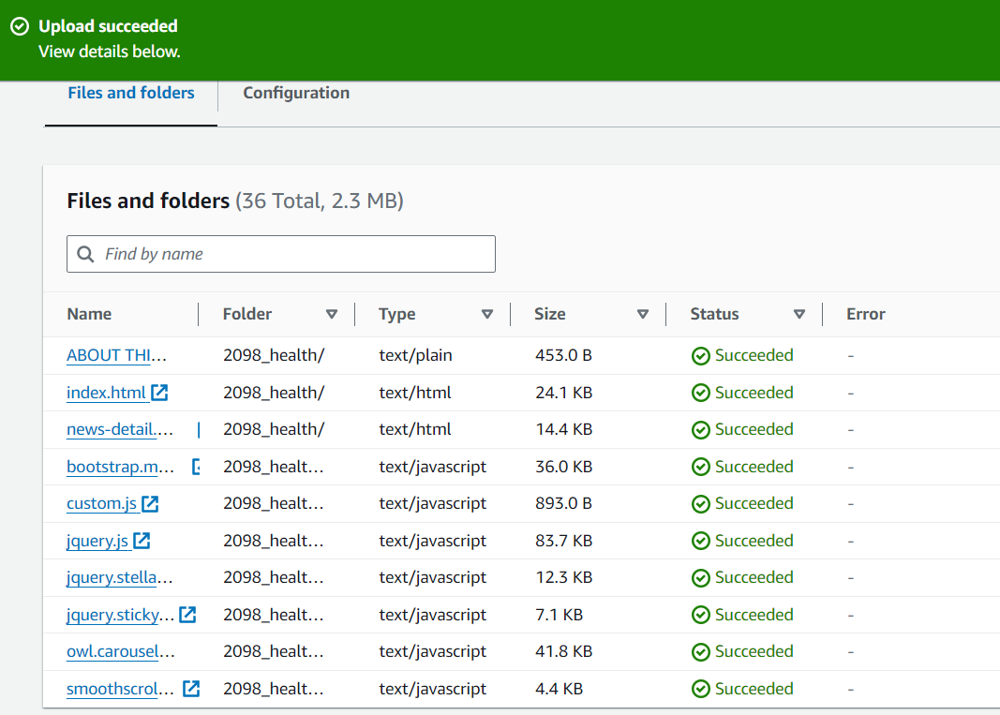 Upload succeeded
View details below.
Files and folders Configuration
Files and folders (36 Total, 2.3 MB)
Find by name
Name Folder Type Size Status Error
ABOUT THI... 2098_health/ text/plain 453.0 B Succeeded -
index.html 2098_health/ text/html 24.1 KB Succeeded -
news-detail.... 2098_health/ text/html 14.4 KB Succeeded -
bootstrap.m... 2098_healt... text/javascript 36.0 KB Succeeded -
custom.js 2098_healt... text/javascript 893.0 B Succeeded -
jquery.js 2098_healt... text/javascript 83.7 KB Succeeded -
jquery.stella... 2098_healt... text/javascript 12.3 KB Succeeded -
jquery.sticky... 2098_healt... text/javascript 7.1 KB Succeeded -
owl.carousel... 2098_healt... text/javascript 41.8 KB Succeeded -
smoothscrol... 2098_healt... text/javascript 4.4 KB Succeeded -